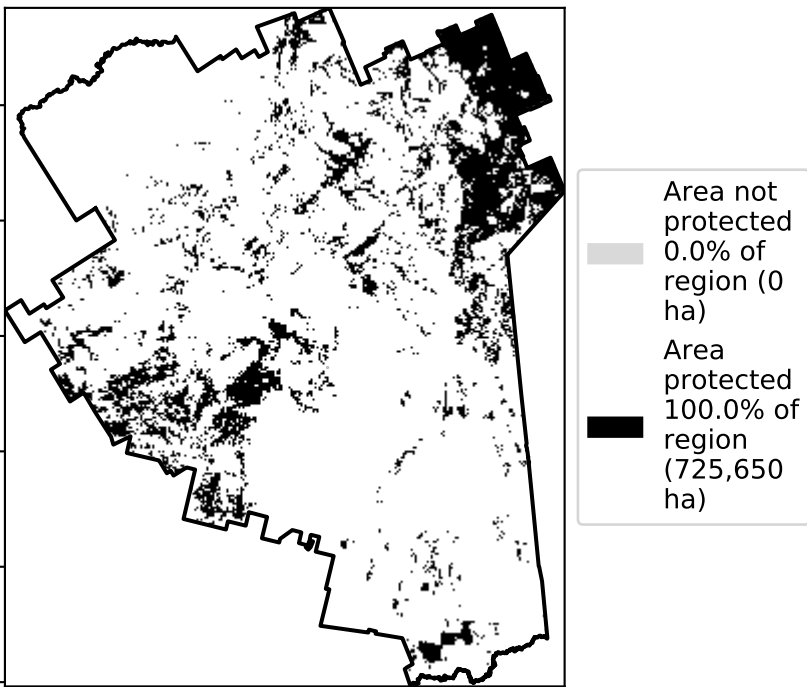 Area not
protected
0.0% of
region (0
ha)
Area
protected
100.0% of
region
(725,650
ha)